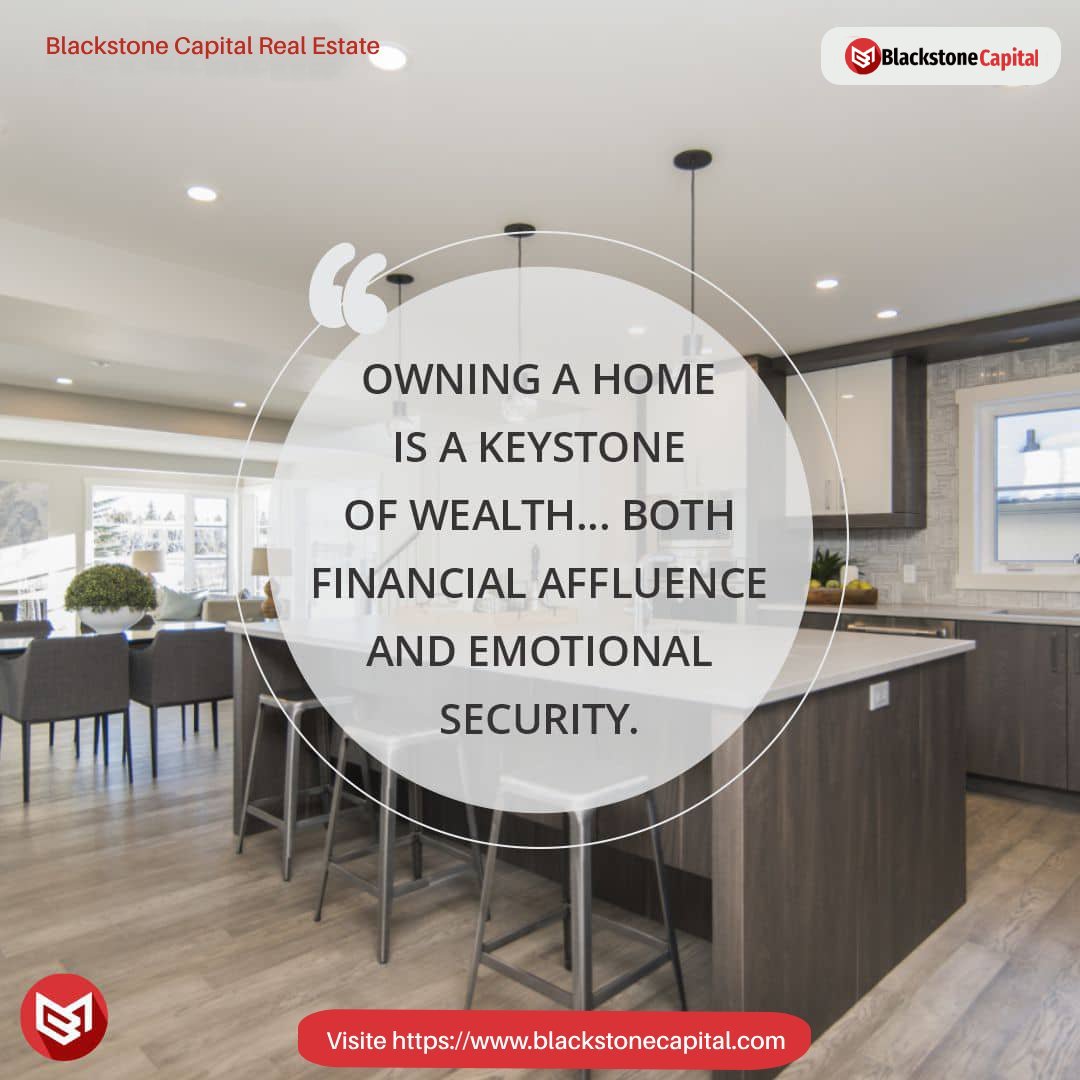 Blackstone Capital Real Estate
BlackstoneCapital
OWNING A HOME
IS A KEYSTONE
OF WEALTH... BOTH
FINANCIAL AFFLUENCE
AND EMOTIONAL
SECURITY.
Visite https://www.blackstonecapital.com